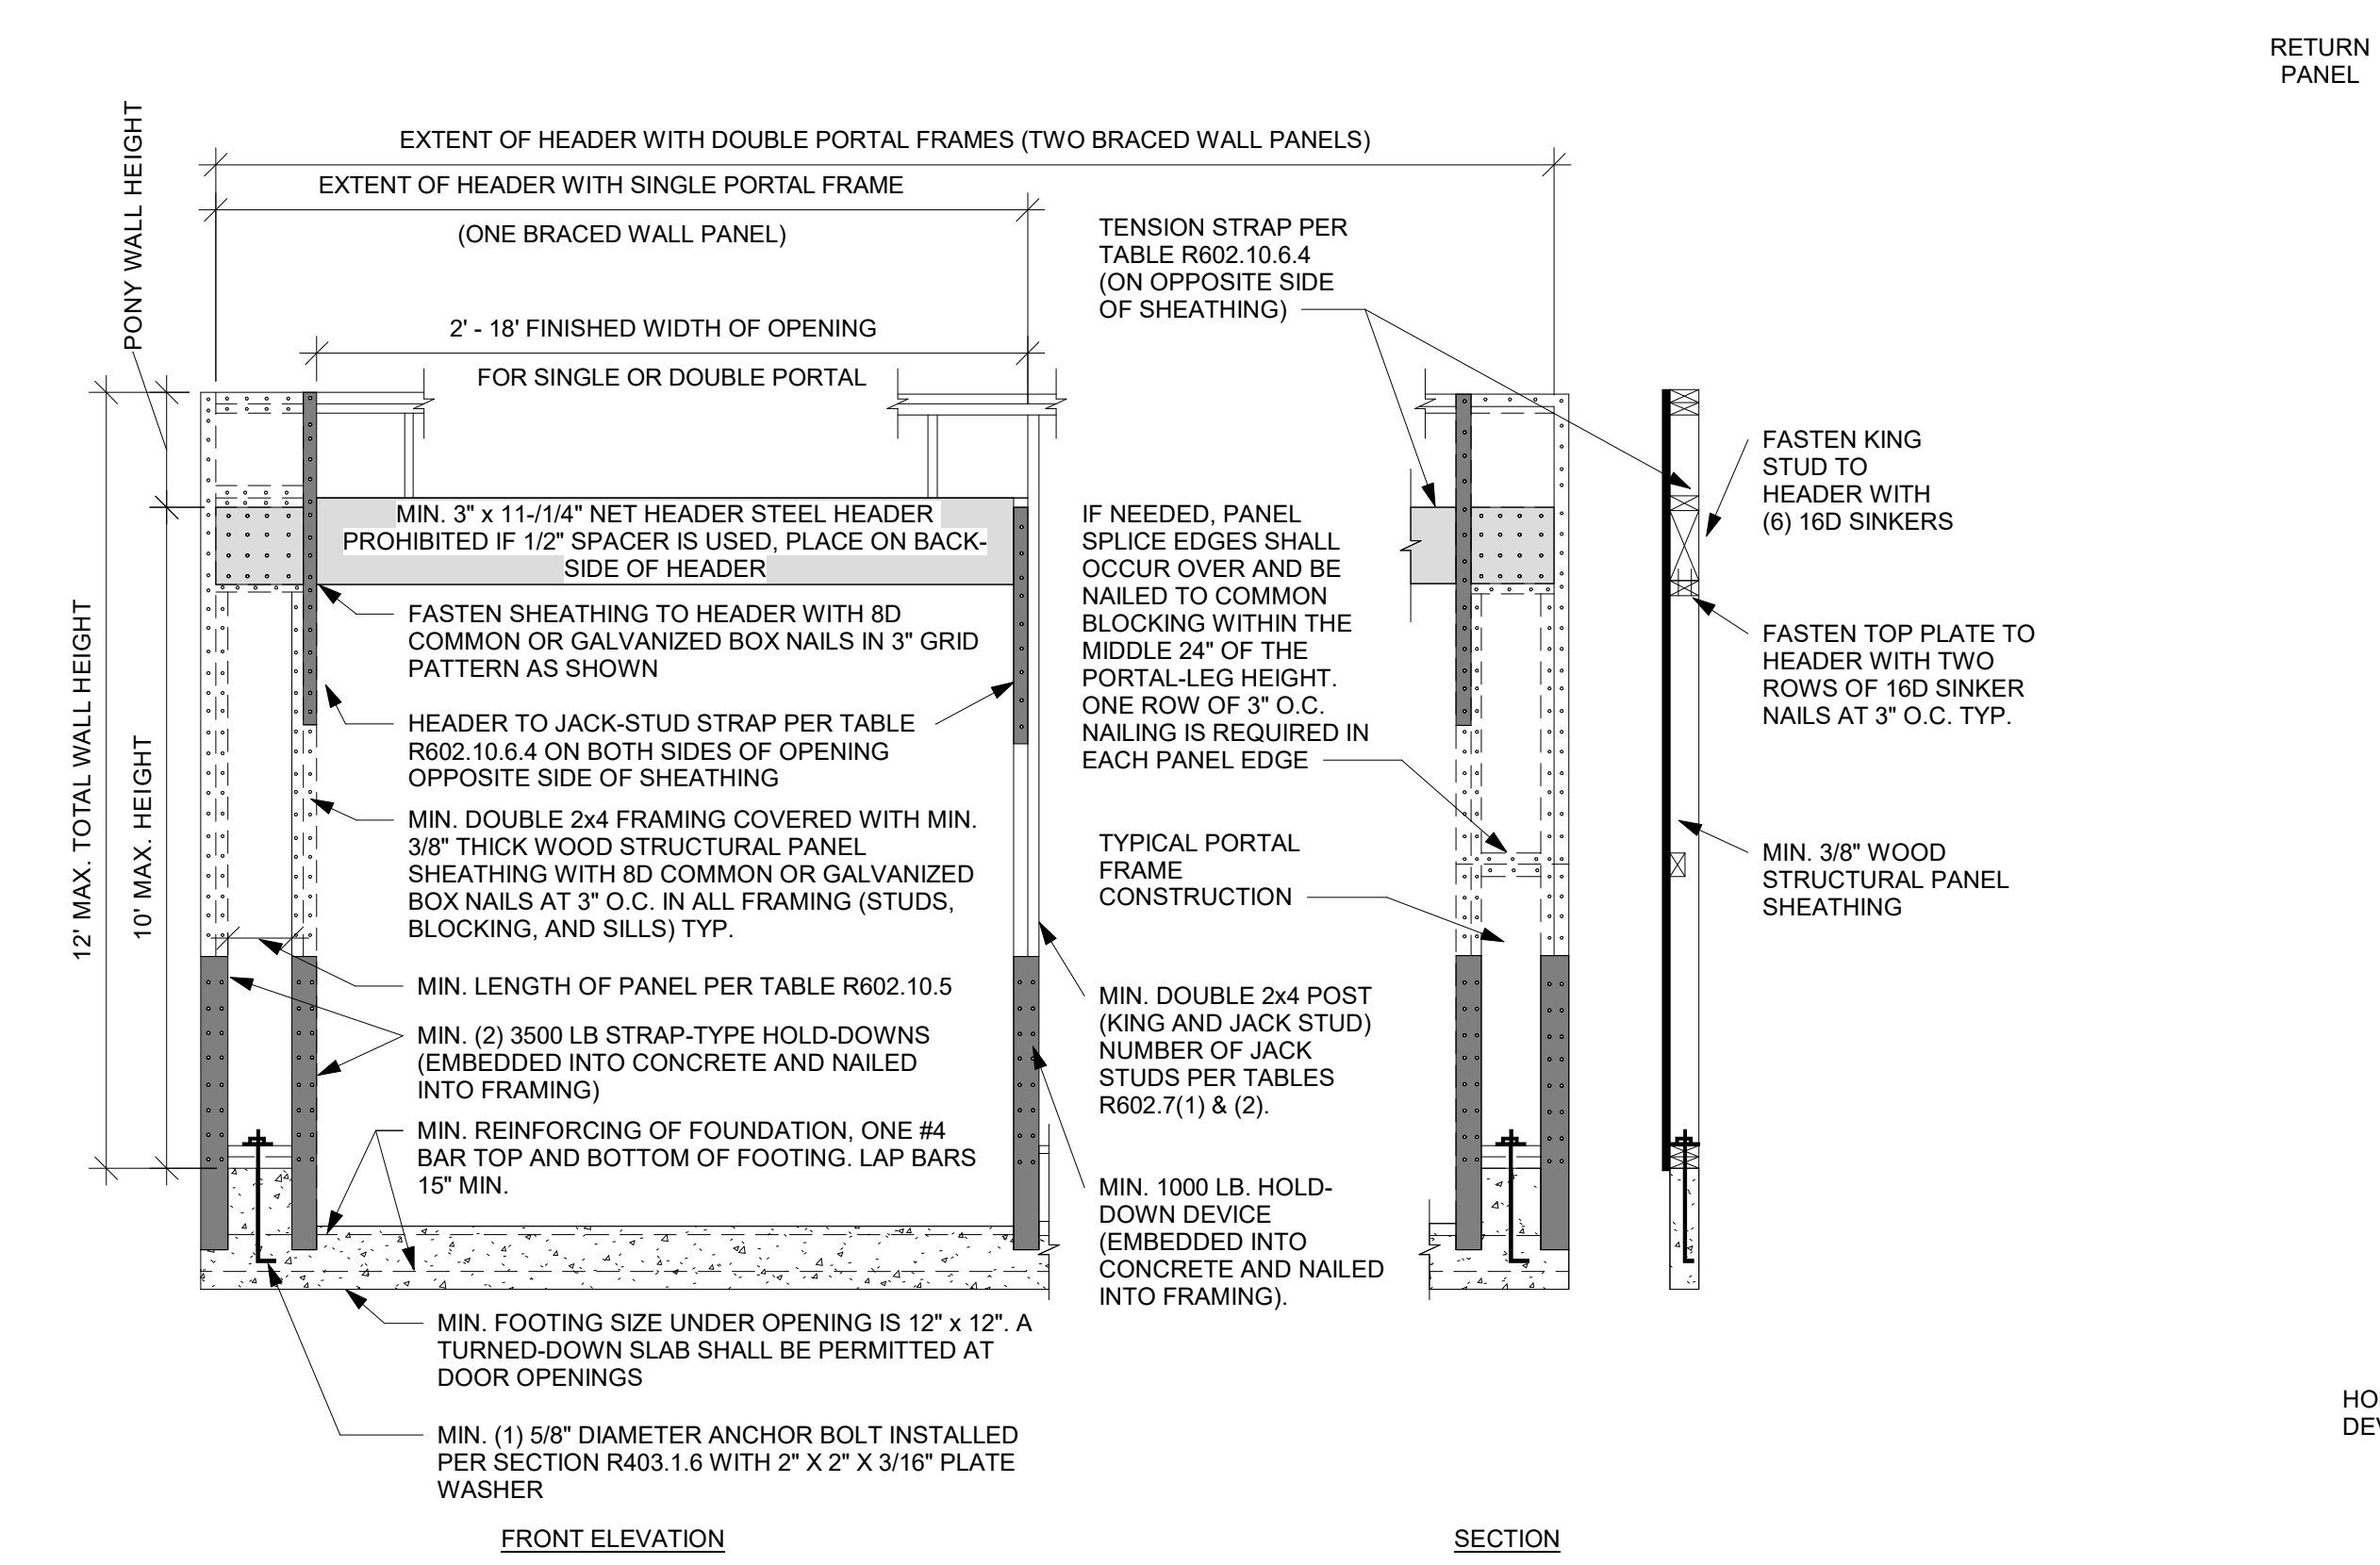 RETURN
PANEL
PONY WALL HEIGHT
EXTENT OF HEADER WITH DOUBLE PORTAL FRAMES (TWO BRACED WALL PANELS)
EXTENT OF HEADER WITH SINGLE PORTAL FRAME
(ONE BRACED WALL PANEL)
2' - 18' FINISHED WIDTH OF OPENING
FOR SINGLE OR DOUBLE PORTAL
TENSION STRAP PER
TABLE R602.10.6.4
(ON OPPOSITE SIDE
OF SHEATHING)
12' MAX. TOTAL WALL HEIGHT
10' MAX. HEIGHT
MIN. 3" x 11-/1/4" NET HEADER STEEL HEADER
PROHIBITED IF 1/2" SPACER IS USED, PLACE ON BACK-
SIDE OF HEADER
FASTEN SHEATHING TO HEADER WITH 8D
COMMON OR GALVANIZED BOX NAILS IN 3" GRID
PATTERN AS SHOWN
HEADER TO JACK-STUD STRAP PER TABLE
R602.10.6.4 ON BOTH SIDES OF OPENING
OPPOSITE SIDE OF SHEATHING
MIN. DOUBLE 2x4 FRAMING COVERED WITH MIN.
3/8" THICK WOOD STRUCTURAL PANEL
SHEATHING WITH 8D COMMON OR GALVANIZED
BOX NAILS AT 3" O.C. IN ALL FRAMING (STUDS,
BLOCKING, AND SILLS) TYP.
MIN. LENGTH OF PANEL PER TABLE R602.10.5
MIN. (2) 3500 LB STRAP-TYPE HOLD-DOWNS
(EMBEDDED INTO CONCRETE AND NAILED
INTO FRAMING)
MIN. REINFORCING OF FOUNDATION, ONE #4
BAR TOP AND BOTTOM OF FOOTING. LAP BARS
15" MIN.
MIN. FOOTING SIZE UNDER OPENING IS 12" x 12". A
TURNED-DOWN SLAB SHALL BE PERMITTED AT
DOOR OPENINGS
MIN. (1) 5/8" DIAMETER ANCHOR BOLT INSTALLED
PER SECTION R403.1.6 WITH 2" X 2" X 3/16" PLATE
WASHER
IF NEEDED, PANEL
SPLICE EDGES SHALL
OCCUR OVER AND BE
NAILED TO COMMON
BLOCKING WITHIN THE
MIDDLE 24" OF THE
PORTAL-LEG HEIGHT.
ONE ROW OF 3" O.C.
NAILING IS REQUIRED IN
EACH PANEL EDGE
TYPICAL PORTAL
FRAME
CONSTRUCTION
MIN. DOUBLE 2x4 POST
(KING AND JACK STUD)
NUMBER OF JACK
STUDS PER TABLES
R602.7(1) & (2).
MIN. 1000 LB. HOLD-
DOWN DEVICE
(EMBEDDED INTO
CONCRETE AND NAILED
INTO FRAMING).
FASTEN KING
STUD TO
HEADER WITH
(6) 16D SINKERS
FASTEN TOP PLATE TO
HEADER WITH TWO
ROWS OF 16D SINKER
NAILS AT 3" O.C. TYP.
MIN. 3/8" WOOD
STRUCTURAL PANEL
SHEATHING
FRONT ELEVATION
SECTION